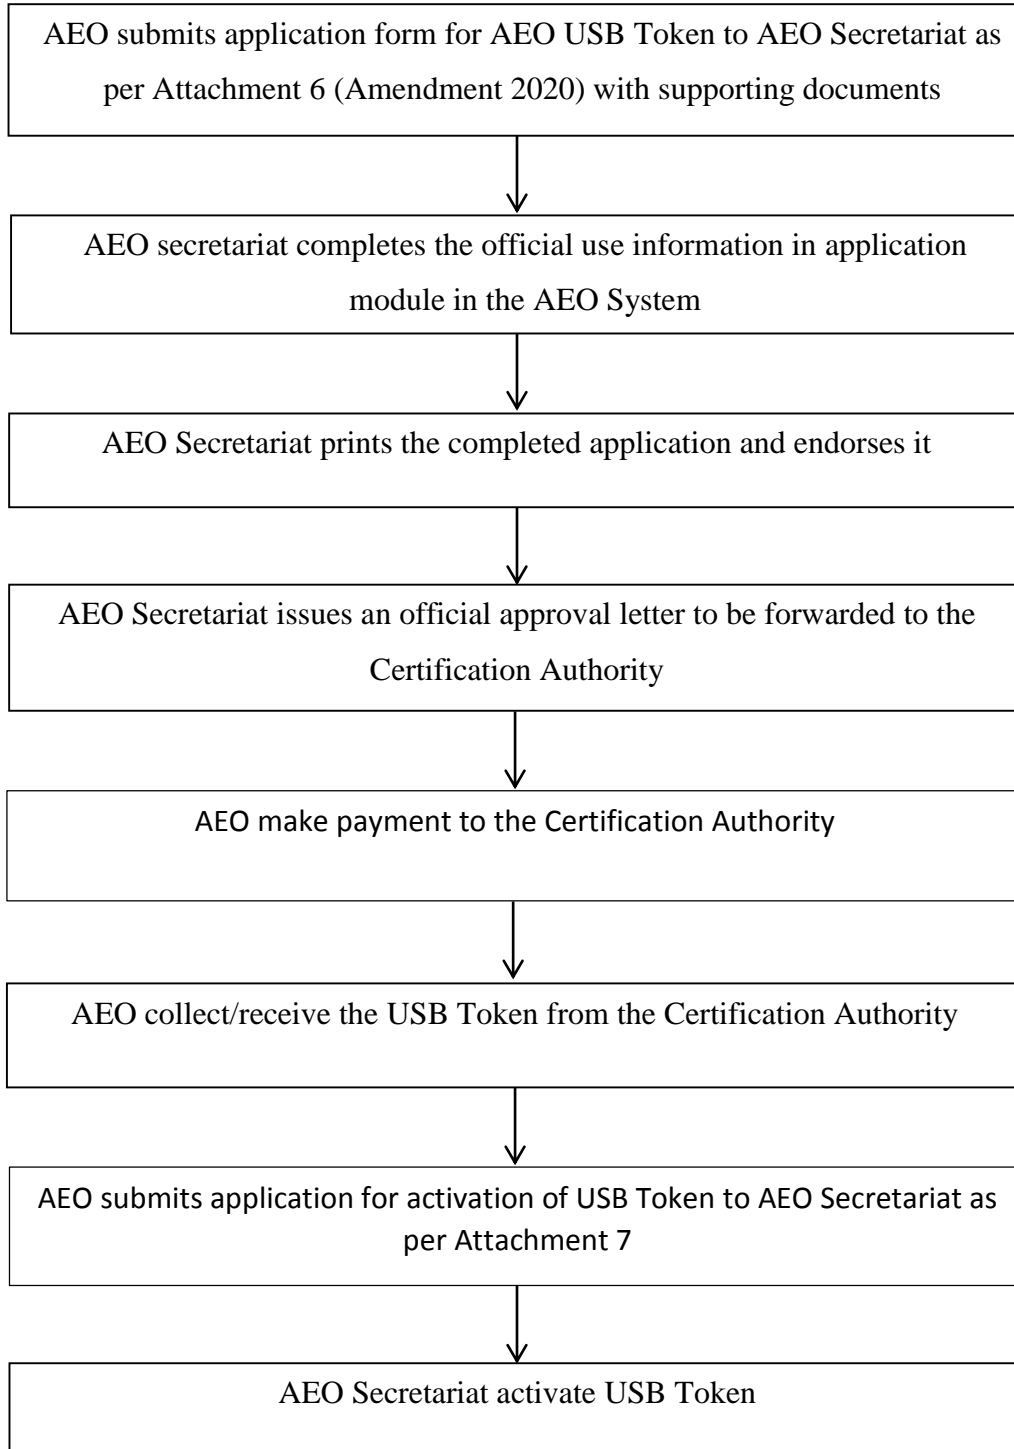 AEO submits application form for AEO USB Token to AEO Secretariat as
per Attachment 6 (Amendment 2020) with supporting documents
AEO secretariat completes the official use information in application
module in the AEO System
AEO Secretariat prints the completed application and endorses it
AEO Secretariat issues an official approval letter to be forwarded to the
Certification Authority
AEO make payment to the Certification Authority
AEO collect/receive the USB Token from the Certification Authority
AEO submits application for activation of USB Token to AEO Secretariat as
per Attachment 7
AEO Secretariat activate USB Token